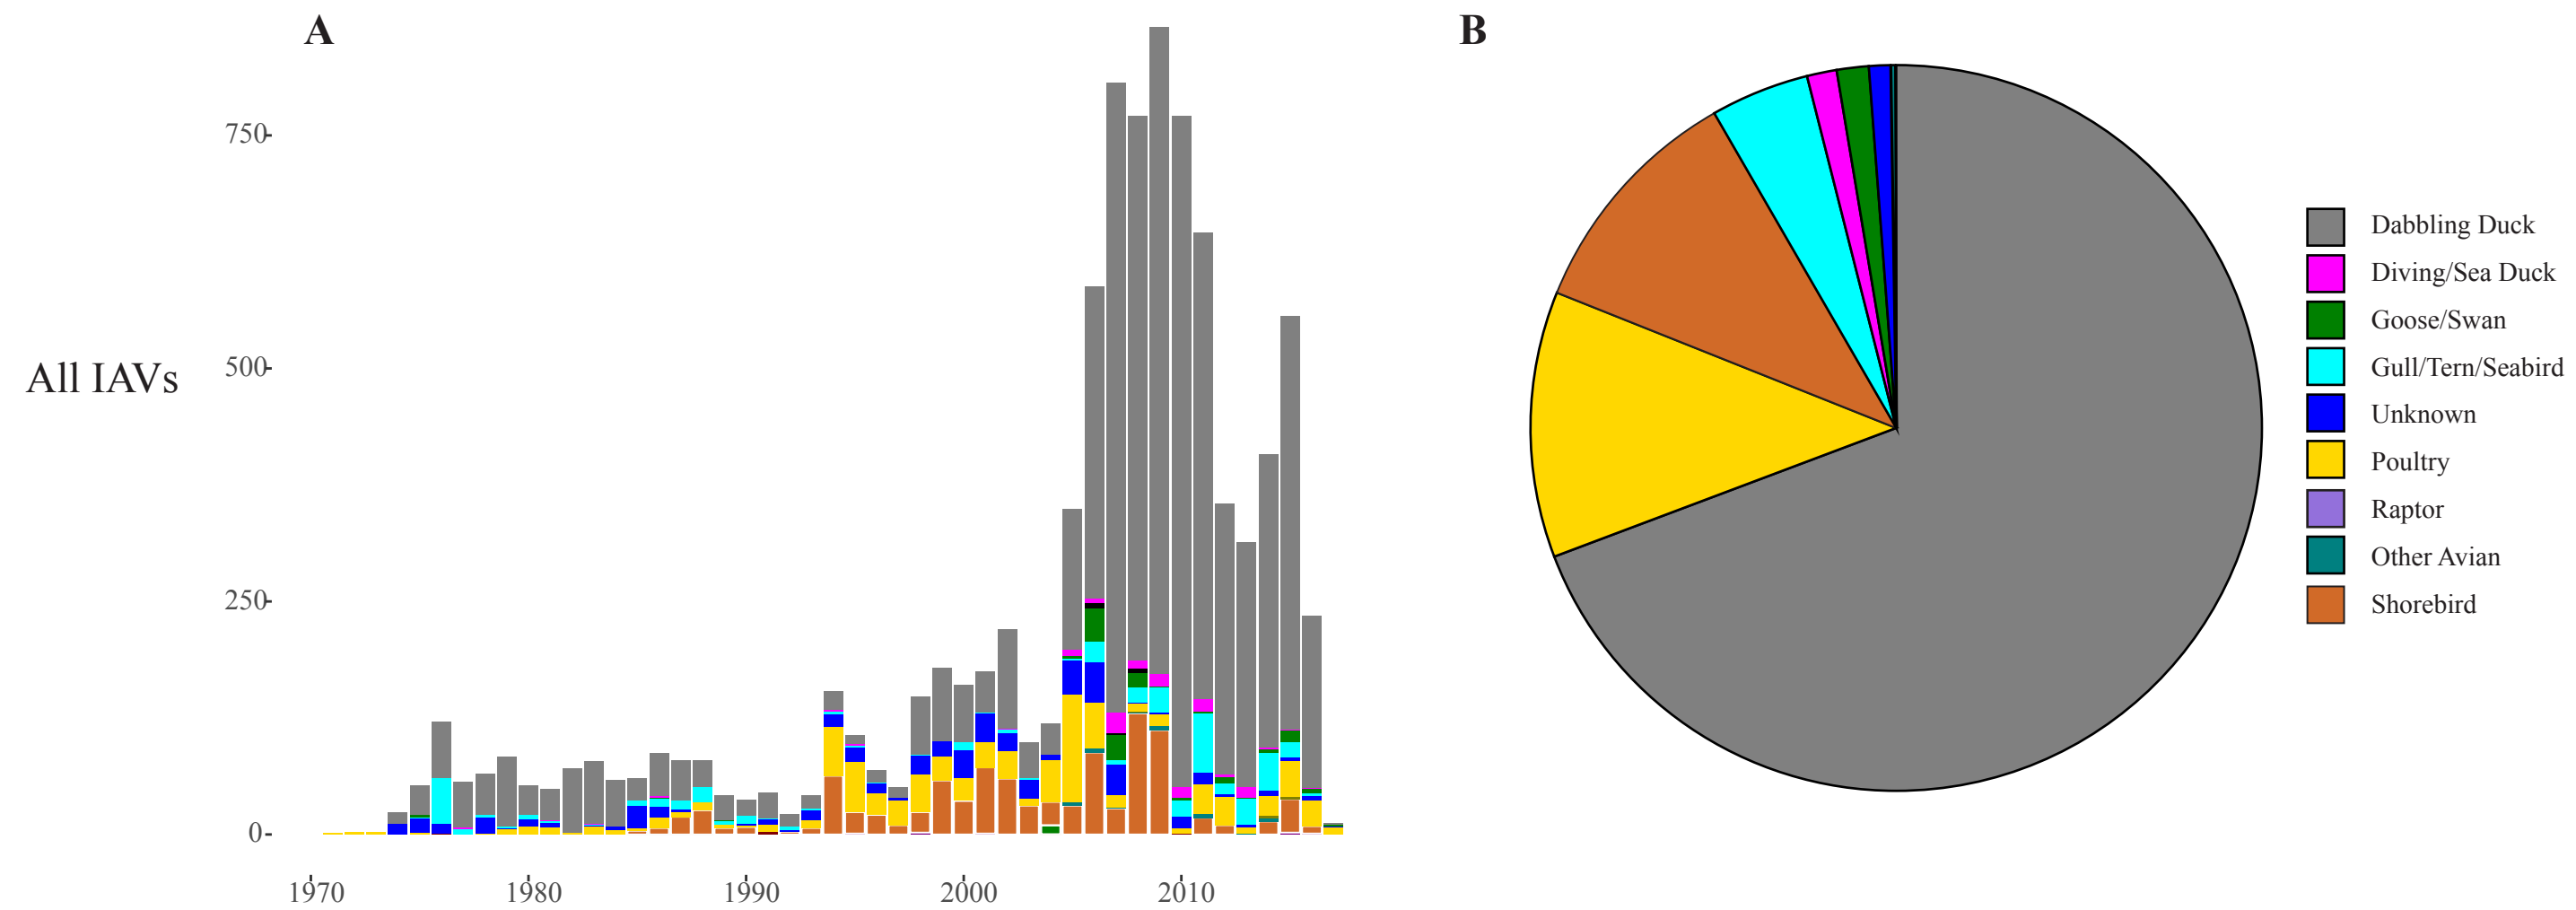 A
B
750
500
250
0
All IAVs
1970
1980
1990
2000
2010
Dabbling Duck
Diving/Sea Duck
Goose/Swan
Gull/Tern/Seabird
Unknown
Poultry
Raptor
Other Avian
Shorebird